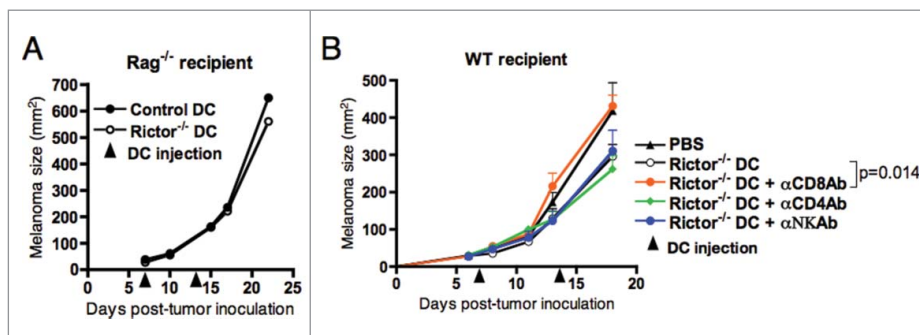 A
Rag-/- recipient
Melanoma size (mm²)
700
600
500
400
300
200
100
0
Control DC
Rictor-/- DC
DC injection
0 5 10 15 20 25
Days post-tumor inoculation
B
WT recipient
Melanoma size (mm²)
500
400
300
200
100
0
0 5 10 15 20
Days post-tumor inoculation
PBS
Rictor-/- DC
Rictor-/- DC + αCD8Ab
p=0.014
Rictor-/- DC + αCD4Ab
Rictor-/- DC + αNKAb
DC injection